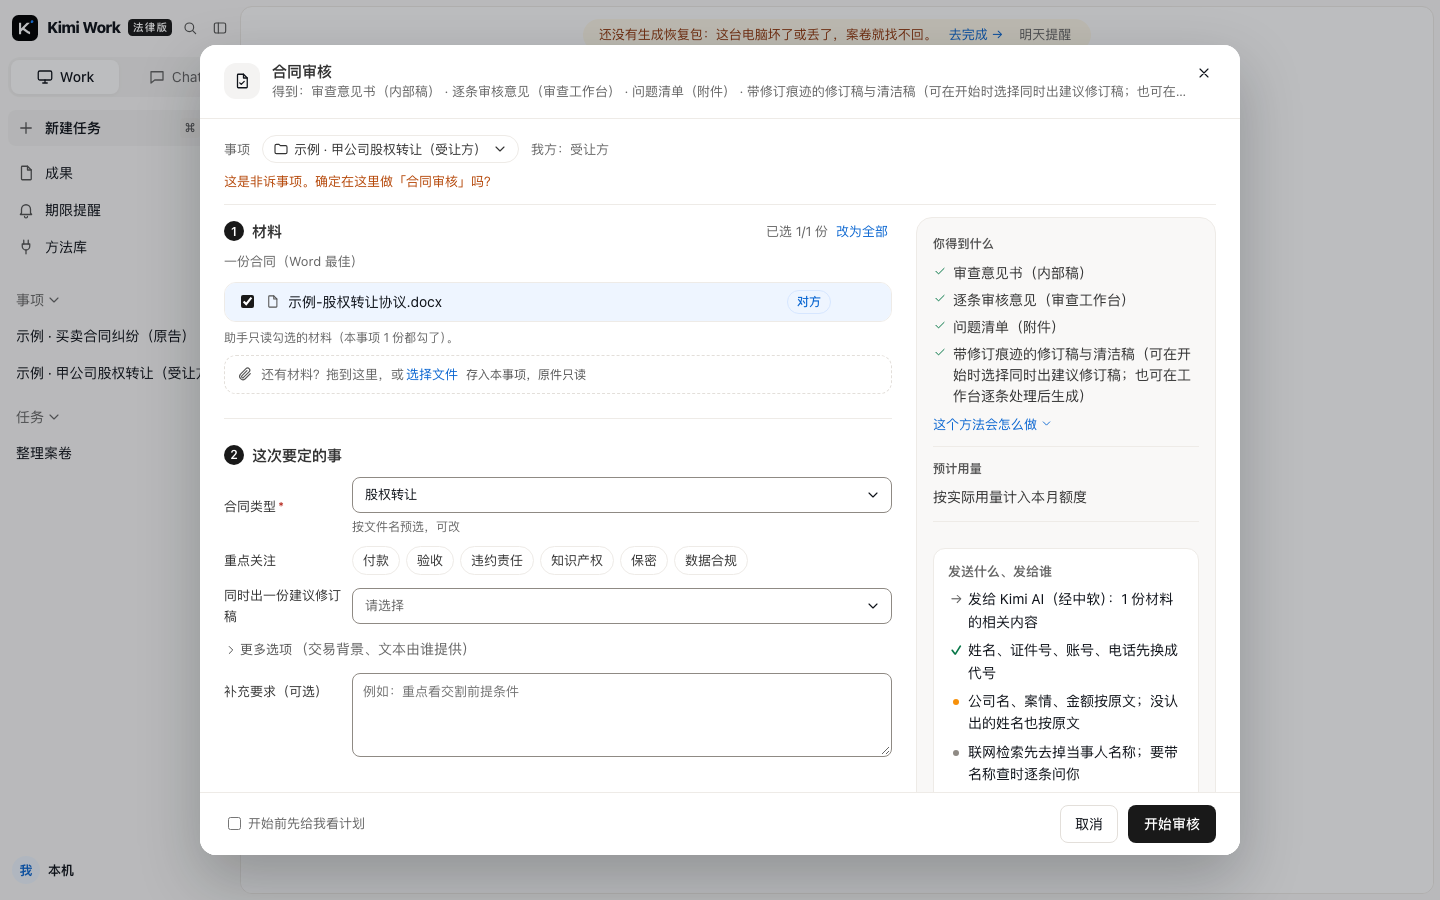 Kimi Work 法律版
还没有生成恢复包：这台电脑坏了或丢了，案卷就找不回。 去完成 → 明天提醒
Work
Chat
新建任务 ⌘
成果
期限提醒
方法库
事项
示例 · 买卖合同纠纷（原告）
示例 · 甲公司股权转让（受让
任务
整理案卷
我 本机
合同审核
得到：审查意见书（内部稿） · 逐条审核意见（审查工作台） · 问题清单（附件） · 带修订痕迹的修订稿与清洁稿（可在开始时选择同时出建议修订稿；也可在...
事项 示例 · 甲公司股权转让（受让方） 我方：受让方
这是非诉事项。确定在这里做「合同审核」吗？
1 材料 已选 1/1 份 改为全部
一份合同（Word 最佳）
示例-股权转让协议.docx 对方
助手只读勾选的材料（本事项 1 份都勾了）。
还有材料？拖到这里，或 选择文件 存入本事项，原件只读
2 这次要定的事
合同类型 * 股权转让
按文件名预选，可改
重点关注 付款 验收 违约责任 知识产权 保密 数据合规
同时出一份建议修订
稿
请选择
更多选项 （交易背景、文本由谁提供）
补充要求（可选） 例如：重点看交割前提条件
你得到什么
审查意见书（内部稿）
逐条审核意见（审查工作台）
问题清单（附件）
带修订痕迹的修订稿与清洁稿（可在开
始时选择同时出建议修订稿；也可在工
作台逐条处理后生成）
这个方法会怎么做
预计用量
按实际用量计入本月额度
发送什么、发给谁
→ 发给 Kimi AI（经中软）：1 份材料
的相关内容
姓名、证件号、账号、电话先换成
代号
公司名、案情、金额按原文；没认
出的姓名也按原文
联网检索先去掉当事人名称；要带
名称查时逐条问你
开始前先给我看计划
取消
开始审核